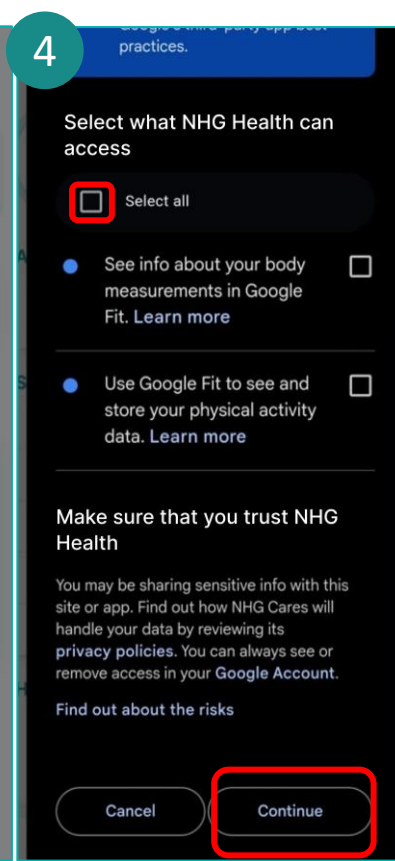 4
practices.
Select what NHG Health can
access
Select all
See info about your body
measurements in Google
Fit. Learn more
Use Google Fit to see and
store your physical activity
data. Learn more
Make sure that you trust NHG
Health
You may be sharing sensitive info with this
site or app. Find out how NHG Cares will
handle your data by reviewing its
privacy policies. You can always see or
remove access in your Google Account.
Find out about the risks
Cancel
Continue